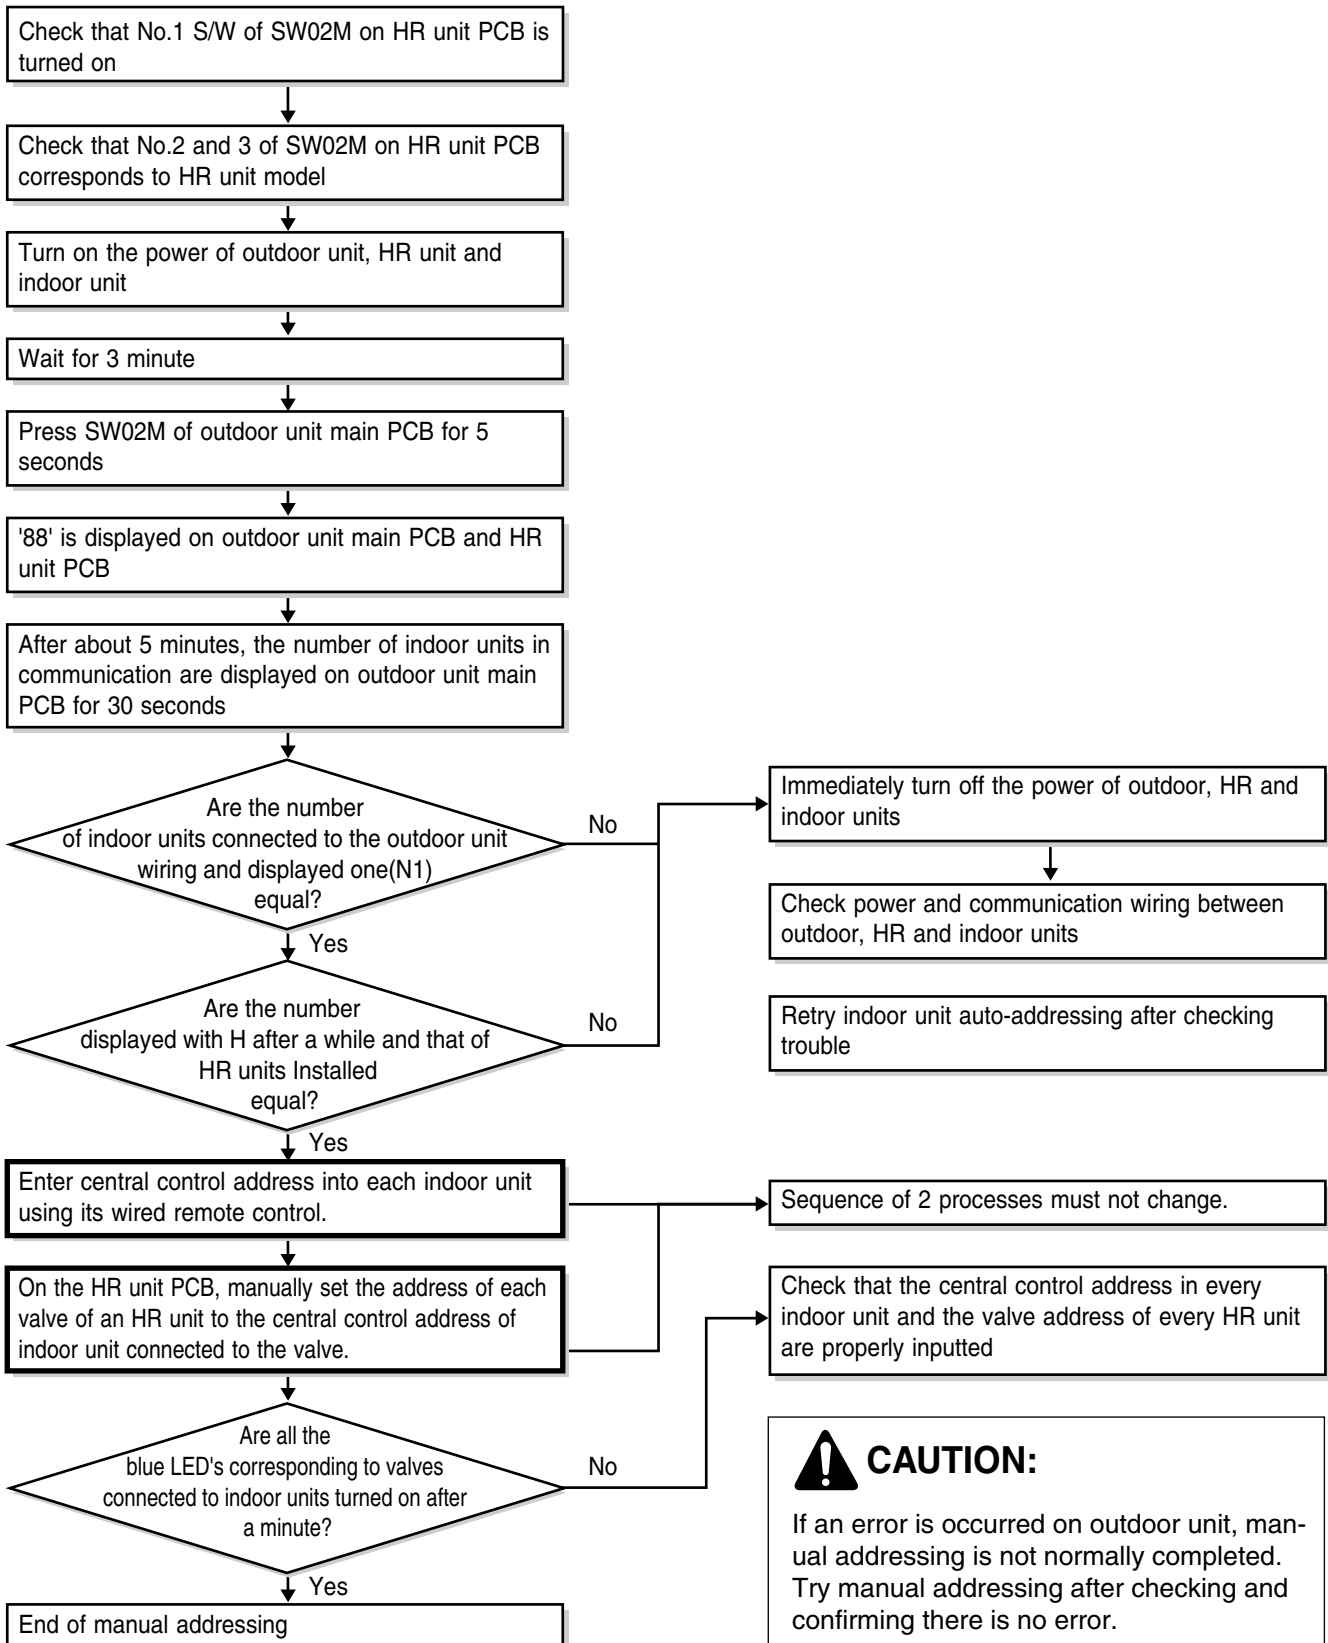 Check that No.1 S/W of SW02M on HR unit PCB is
turned on
Check that No.2 and 3 of SW02M on HR unit PCB
corresponds to HR unit model
Turn on the power of outdoor unit, HR unit and
indoor unit
Wait for 3 minute
Press SW02M of outdoor unit main PCB for 5
seconds
'88' is displayed on outdoor unit main PCB and HR
unit PCB
After about 5 minutes, the number of indoor units in
communication are displayed on outdoor unit main
PCB for 30 seconds
Are the number
of indoor units connected to the outdoor unit
wiring and displayed one(N1)
equal?
No
Yes
Immediately turn off the power of outdoor, HR and
indoor units
Check power and communication wiring between
outdoor, HR and indoor units
Retry indoor unit auto-addressing after checking
trouble
Are the number
displayed with H after a while and that of
HR units Installed
equal?
No
Yes
Enter central control address into each indoor unit
using its wired remote control.
Sequence of 2 processes must not change.
On the HR unit PCB, manually set the address of each
valve of an HR unit to the central control address of
indoor unit connected to the valve.
Check that the central control address in every
indoor unit and the valve address of every HR unit
are properly inputted
Are all the
blue LED's corresponding to valves
connected to indoor units turned on after
a minute?
No
Yes
End of manual addressing
CAUTION:
If an error is occurred on outdoor unit, man-
ual addressing is not normally completed.
Try manual addressing after checking and
confirming there is no error.